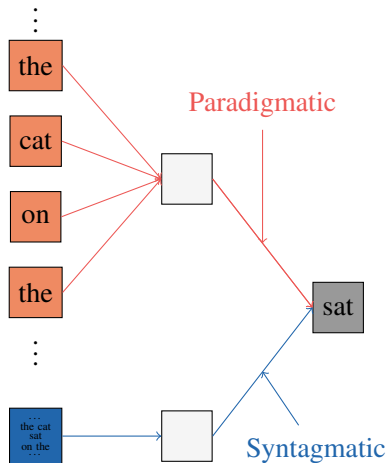 ⋮
the
Paradigmatic
cat
on
the
sat
⋮
...
the cat
sat
on the
...
Syntagmatic